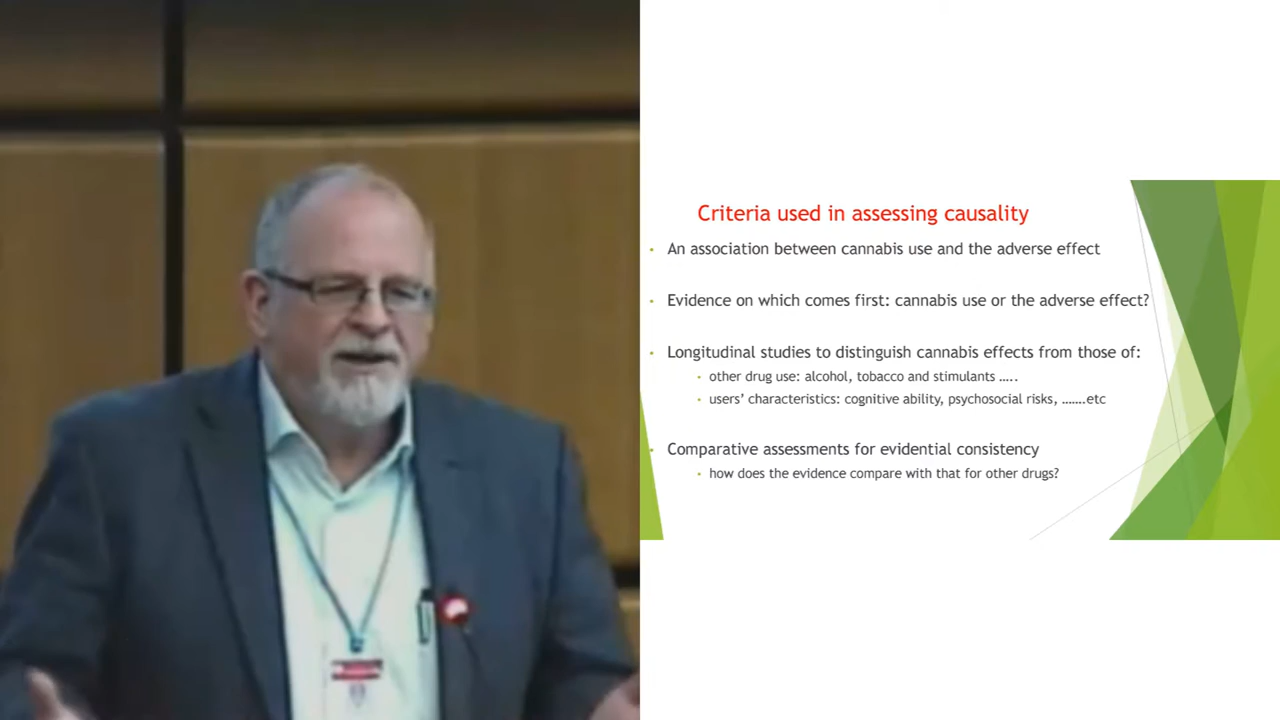 Criteria used in assessing causality
• An association between cannabis use and the adverse effect
• Evidence on which comes first: cannabis use or the adverse effect?
• Longitudinal studies to distinguish cannabis effects from those of:
• other drug use: alcohol, tobacco and stimulants …..
• users’ characteristics: cognitive ability, psychosocial risks, …….etc
• Comparative assessments for evidential consistency
• how does the evidence compare with that for other drugs?